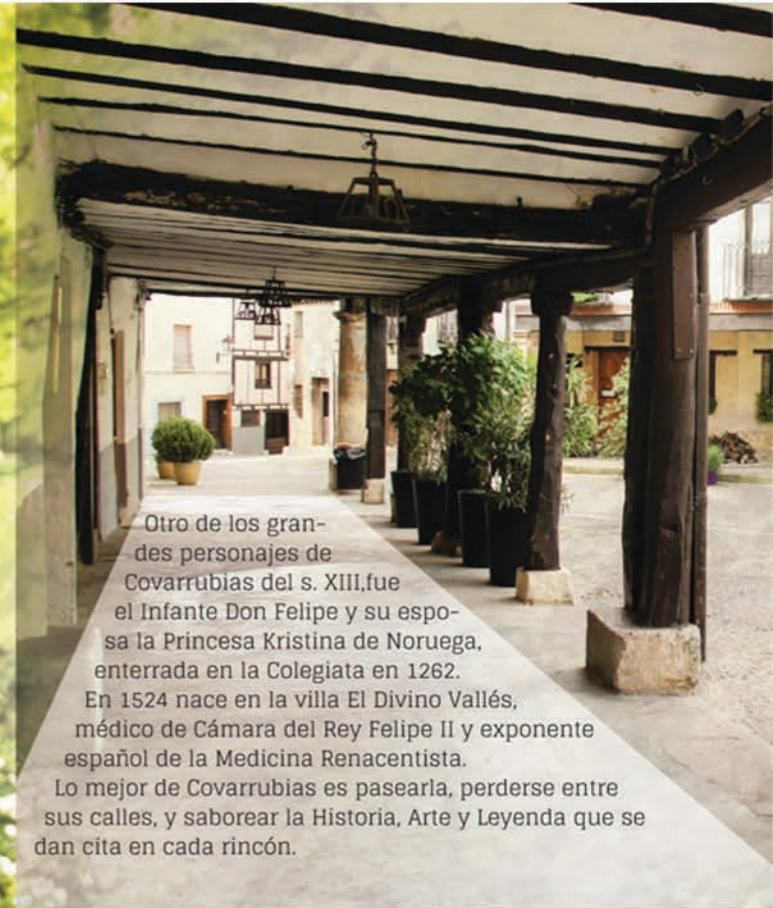 Otro de los gran-
des personajes de
Covarrubias del s. XIII,fue
el Infante Don Felipe y su espo-
sa la Princesa Kristina de Noruega,
enterrada en la Colegiata en 1262.
En 1524 nace en la villa El Divino Vallés,
médico de Cámara del Rey Felipe II y exponente
español de la Medicina Renacentista.
Lo mejor de Covarrubias es pasearla, perderse entre
sus calles, y saborear la Historia, Arte y Leyenda que se
dan cita en cada rincón.